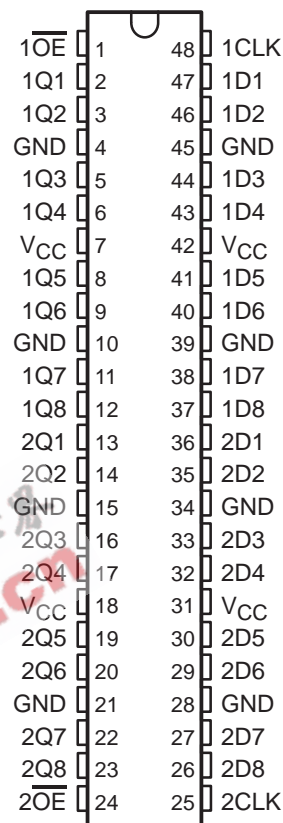 1O̅E̅ 1 48 1CLK
1Q1 2 47 1D1
1Q2 3 46 1D2
GND 4 45 GND
1Q3 5 44 1D3
1Q4 6 43 1D4
VCC 7 42 VCC
1Q5 8 41 1D5
1Q6 9 40 1D6
GND 10 39 GND
1Q7 11 38 1D7
1Q8 12 37 1D8
2Q1 13 36 2D1
2Q2 14 35 2D2
GND 15 34 GND
2Q3 16 33 2D3
2Q4 17 32 2D4
VCC 18 31 VCC
2Q5 19 30 2D5
2Q6 20 29 2D6
GND 21 28 GND
2Q7 22 27 2D7
2Q8 23 26 2D8
2O̅E̅ 24 25 2CLK